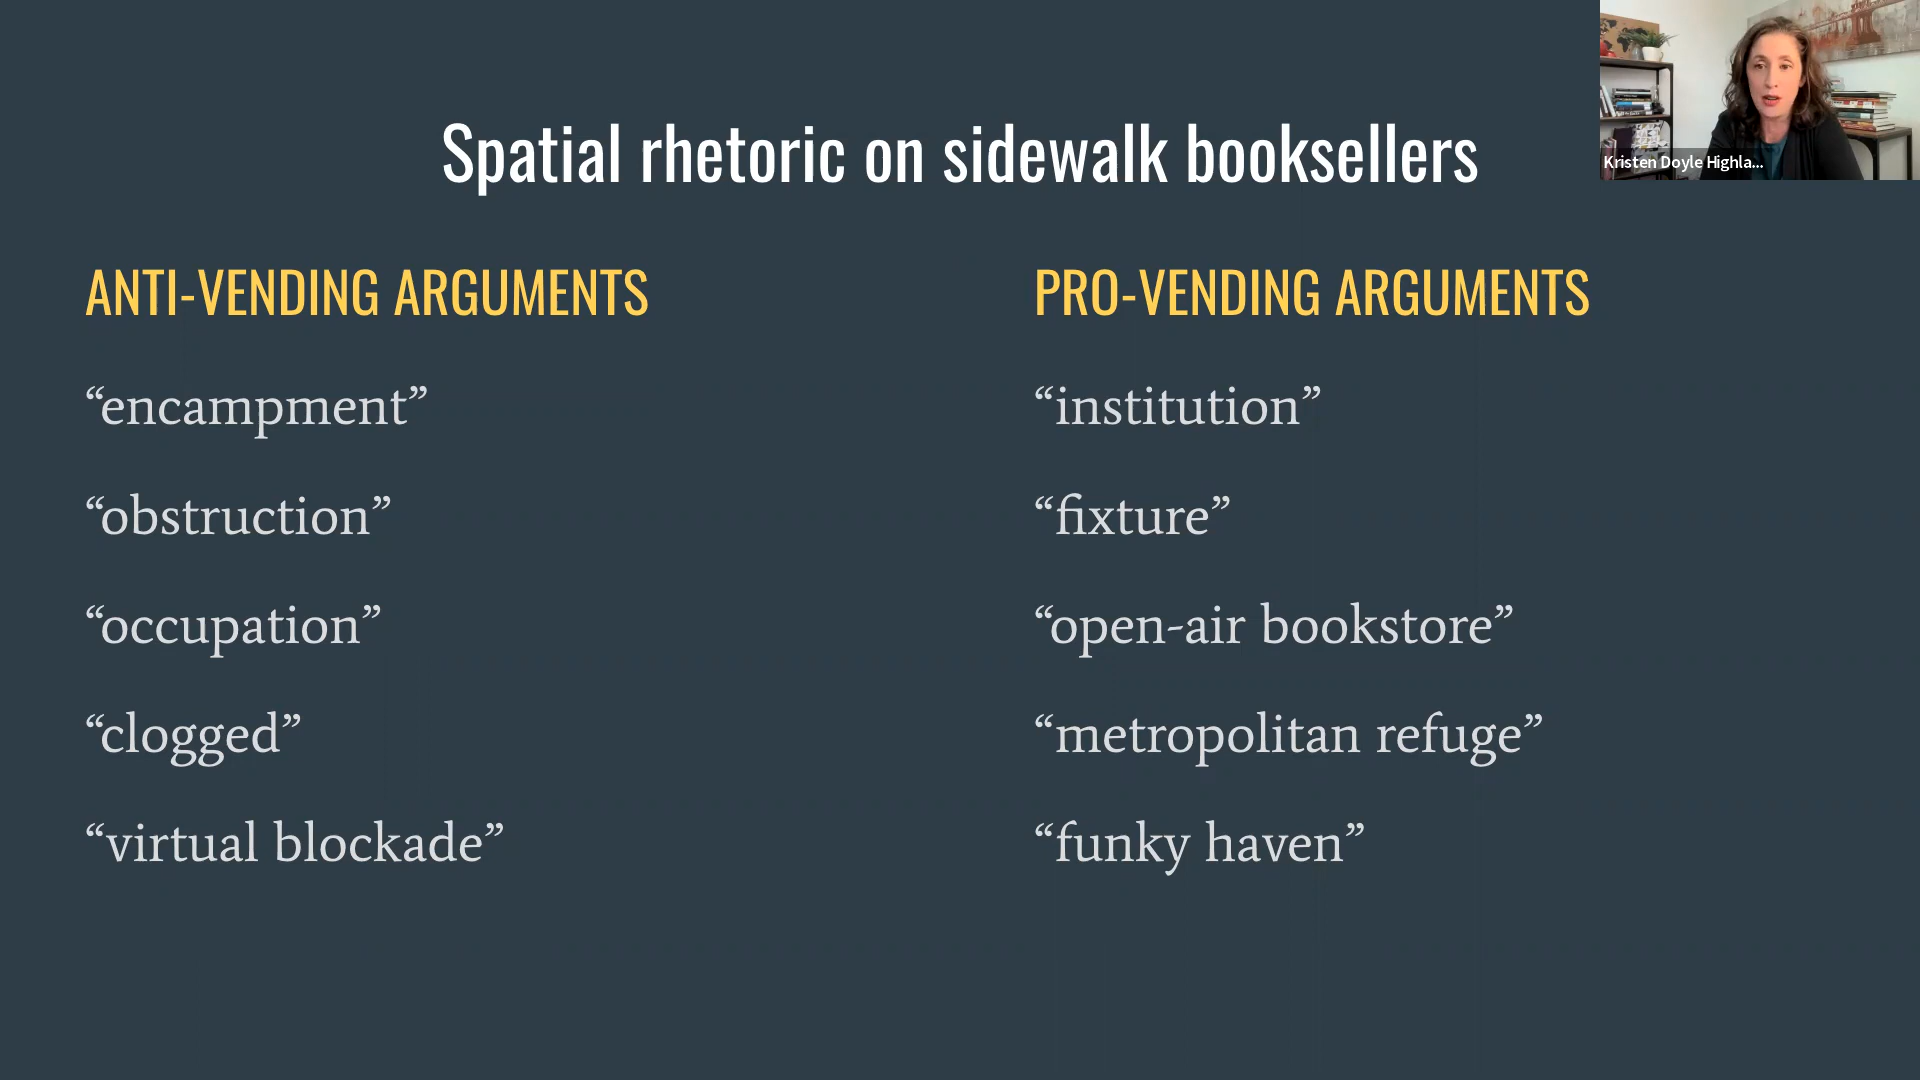 Spatial rhetoric on sidewalk booksellers
Kristen Doyle Highla...
ANTI-VENDING ARGUMENTS
“encampment”
“obstruction”
“occupation”
“clogged”
“virtual blockade”
PRO-VENDING ARGUMENTS
“institution”
“fixture”
“open-air bookstore”
“metropolitan refuge”
“funky haven”